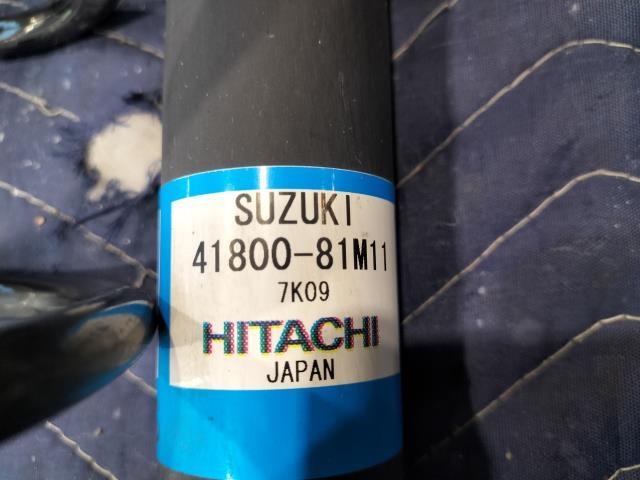 SUZUKI
41800-81M11
7K09
HITACHI
JAPAN